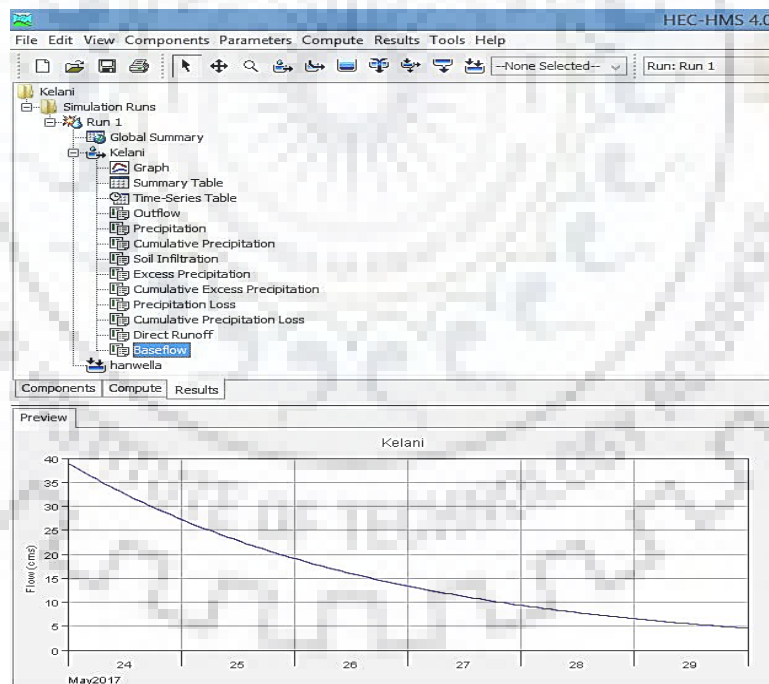 HEC-HMS 4.0
File Edit View Components Parameters Compute Results Tools Help
--None Selected-- Run: Run 1
Kelani
Simulation Runs
Run 1
Global Summary
Kelani
Graph
Summary Table
Time-Series Table
Outflow
Precipitation
Cumulative Precipitation
Soil Infiltration
Excess Precipitation
Cumulative Excess Precipitation
Precipitation Loss
Cumulative Precipitation Loss
Direct Runoff
Baseflow
hanwella
Components Compute Results
Preview
Kelani
40
35
30
25
20
15
10
5
0
Flow (cms)
24 25 26 27 28 29
May2017